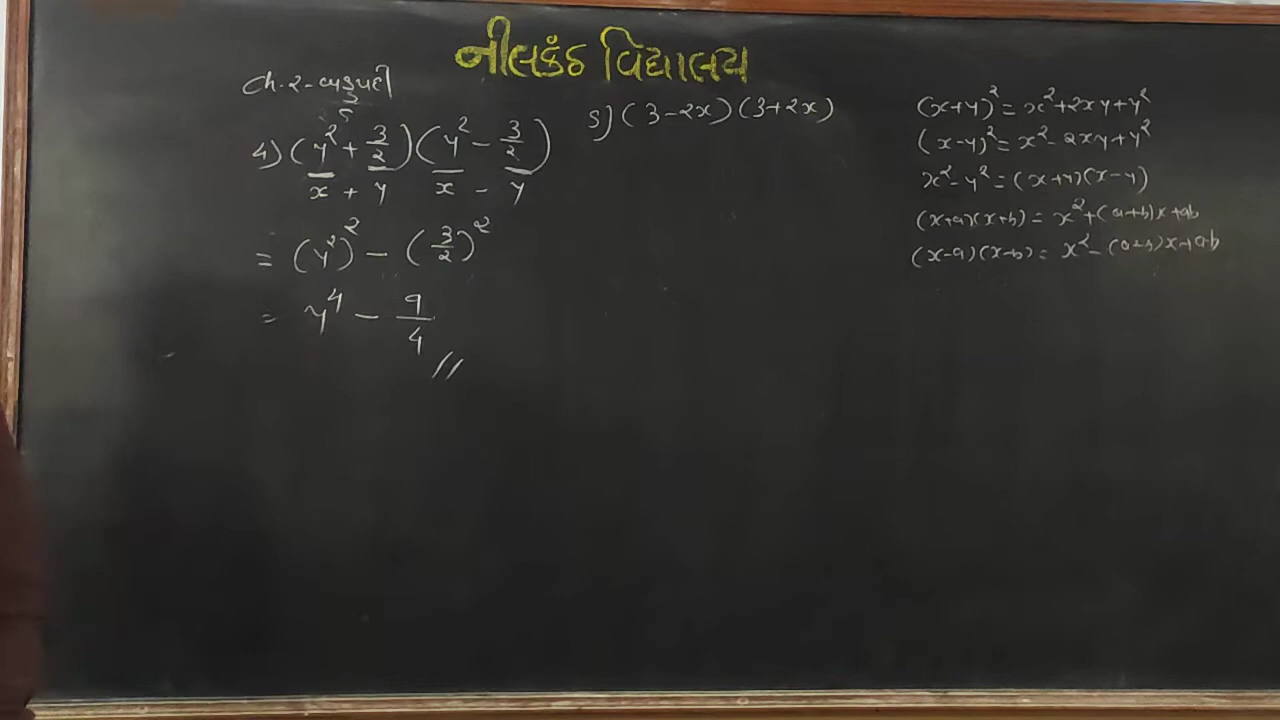 નીલકંઠ વિદ્યાલય
Ch-2-બહુપદી
4) (y² + 3/2)(y² - 3/2)
x + y x - y
= (y²)² - (3/2)²
= y⁴ - 9/4 //
5) (3-2x)(3+2x)
(x+y)² = x²+2xy+y²
(x-y)² = x²-2xy+y²
x²-y² = (x+y)(x-y)
(x+a)(x+b) = x²+(a+b)x+ab
(x-a)(x-b) = x²-(a+b)x+ab